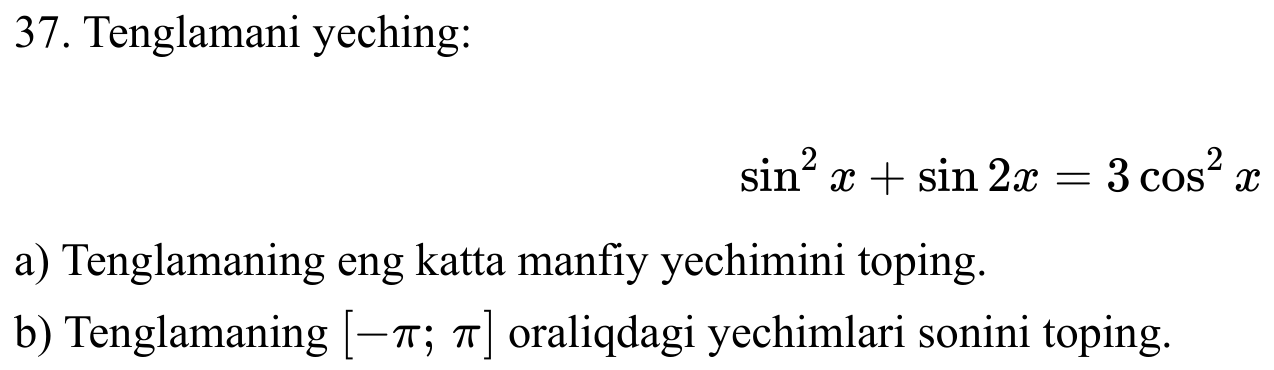 37. Tenglamani yeching:
sin² x + sin 2x = 3 cos² x
a) Tenglamaning eng katta manfiy yechimini toping.
b) Tenglamaning [−π; π] oraliqdagi yechimlari sonini toping.